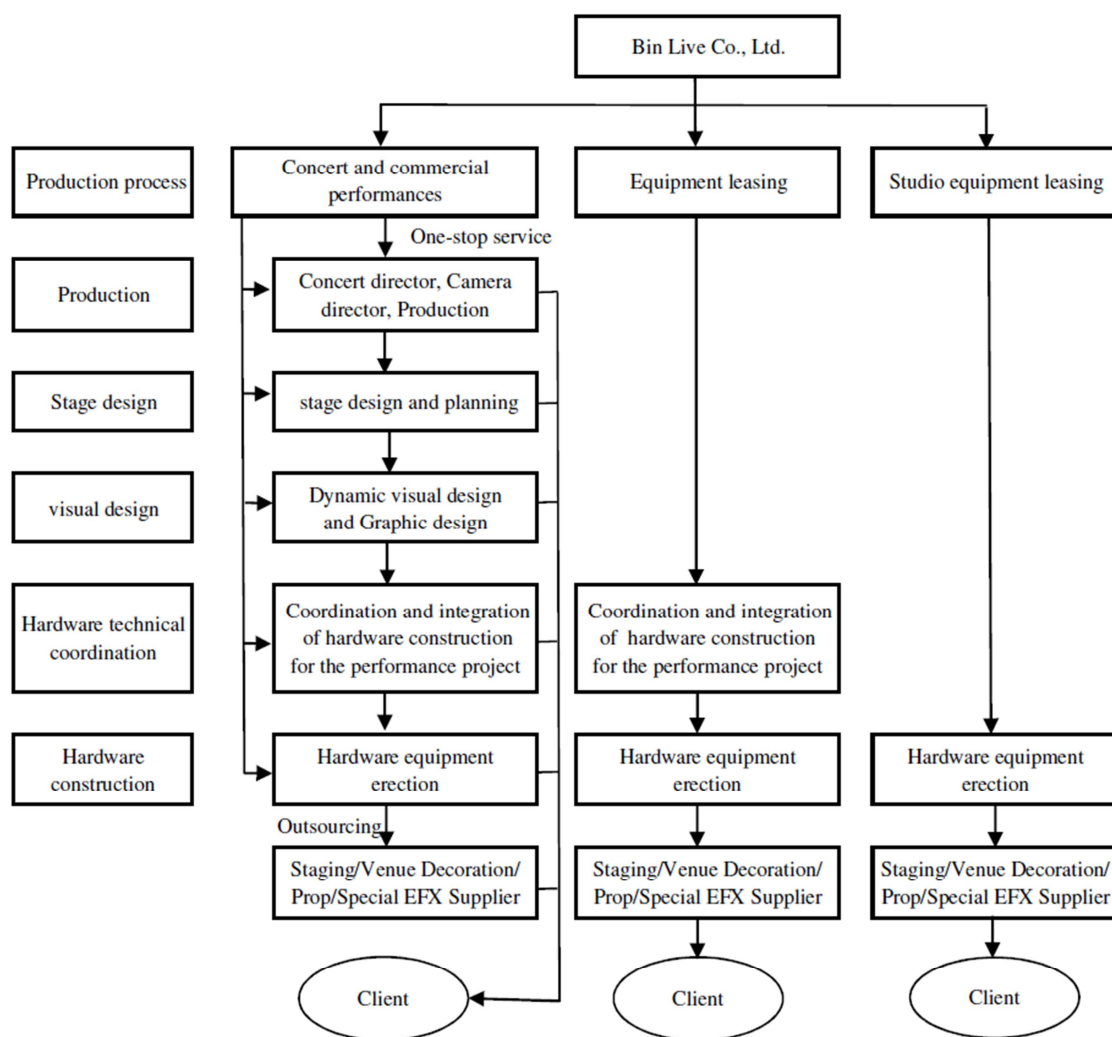 Bin Live Co., Ltd.
Production process
Concert and commercial
performances
Equipment leasing
Studio equipment leasing
One-stop service
Production
Concert director, Camera
director, Production
Stage design
stage design and planning
visual design
Dynamic visual design
and Graphic design
Hardware technical
coordination
Coordination and integration
of hardware construction
for the performance project
Coordination and integration
of hardware construction
for the performance project
Hardware
construction
Hardware equipment
erection
Hardware equipment
erection
Hardware equipment
erection
Outsourcing
Staging/Venue Decoration/
Prop/Special EFX Supplier
Staging/Venue Decoration/
Prop/Special EFX Supplier
Staging/Venue Decoration/
Prop/Special EFX Supplier
Client
Client
Client